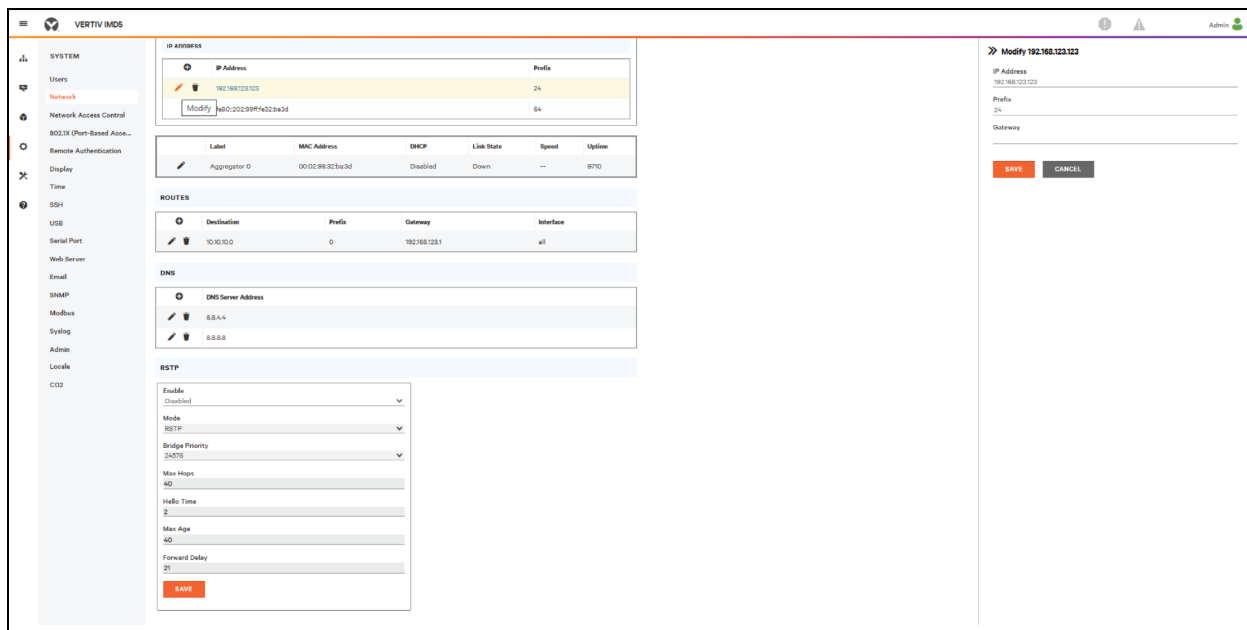 VERTIV IMD5
Admin
SYSTEM
Users
Network
Network Access Control
802.1X (Port-Based Acce...
Remote Authentication
Display
Time
SSH
USB
Serial Port
Web Server
Email
SNMP
Modbus
Syslog
Admin
Locale
CO2
IP ADDRESS
IP Address Prefix
192.168.123.123 24
Modify fe80::202:99ff:fe32:ba3d 64
Label MAC Address DHCP Link State Speed Uptime
Aggregator 0 00:02:99:32:ba:3d Disabled Down -- 9710
ROUTES
Destination Prefix Gateway Interface
10.10.10.0 0 192.168.128.1 all
DNS
DNS Server Address
8.8.4.4
8.8.8.8
RSTP
Enable
Disabled
Mode
RSTP
Bridge Priority
24576
Max Hops
40
Hello Time
2
Max Age
40
Forward Delay
21
SAVE
Modify 192.168.123.123
IP Address
192.168.123.123
Prefix
24
Gateway
SAVE CANCEL